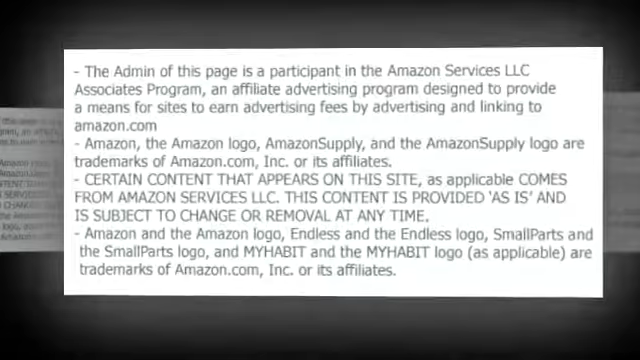 - The Admin of this page is a participant in the Amazon Services LLC
Associates Program, an affiliate advertising program designed to provide
a means for sites to earn advertising fees by advertising and linking to
amazon.com
- Amazon, the Amazon logo, AmazonSupply, and the AmazonSupply logo are
trademarks of Amazon.com, Inc. or its affiliates.
- CERTAIN CONTENT THAT APPEARS ON THIS SITE, as applicable COMES
FROM AMAZON SERVICES LLC. THIS CONTENT IS PROVIDED 'AS IS' AND
IS SUBJECT TO CHANGE OR REMOVAL AT ANY TIME.
- Amazon and the Amazon logo, Endless and the Endless logo, SmallParts and
the SmallParts logo, and MYHABIT and the MYHABIT logo (as applicable) are
trademarks of Amazon.com, Inc. or its affiliates.